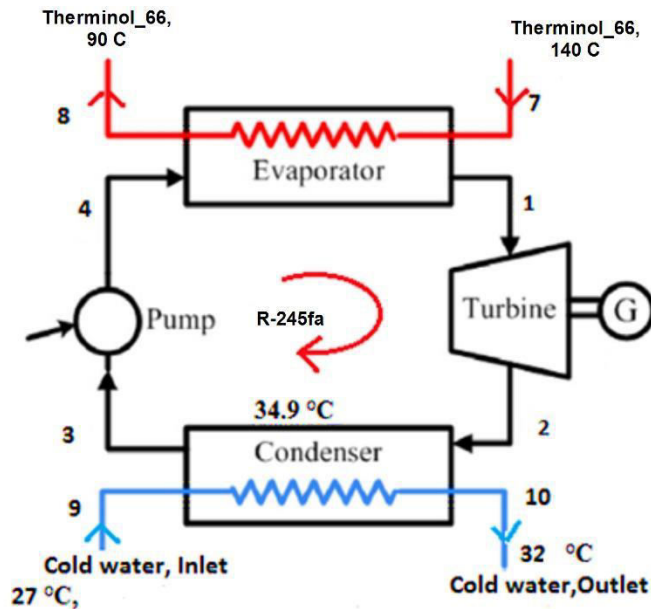 Therminol_66,
90 C
Therminol_66,
140 C
8
7
Evaporator
4
1
Pump
R-245fa
Turbine
G
34.9 °C
3
2
Condenser
9
10
Cold water, Inlet
27 °C,
32 °C
Cold water,Outlet